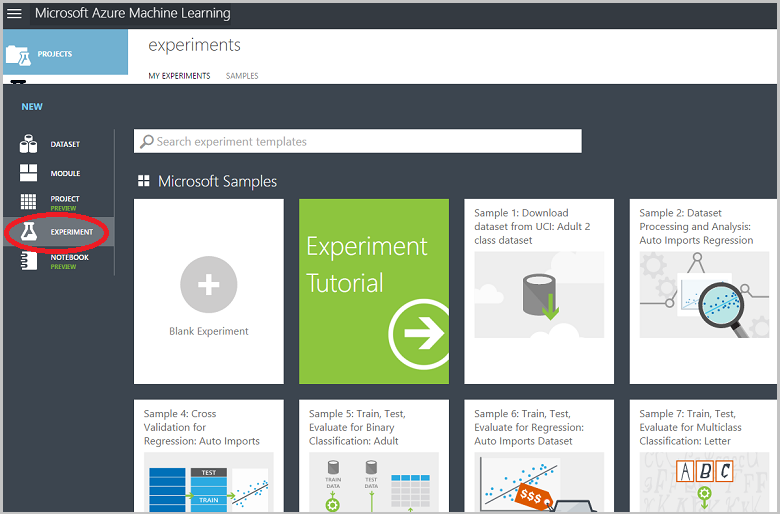 Microsoft Azure Machine Learning
PROJECTS
experiments
MY EXPERIMENTS SAMPLES
NEW
DATASET
MODULE
PROJECT
PREVIEW
EXPERIMENT
NOTEBOOK
PREVIEW
Search experiment templates
Microsoft Samples
Blank Experiment
Experiment
Tutorial
Sample 1: Download
dataset from UCI: Adult 2
class dataset
Sample 2: Dataset
Processing and Analysis:
Auto Imports Regression
Sample 4: Cross
Validation for
Regression: Auto Imports
TEST
TRAIN
Sample 5: Train, Test,
Evaluate for Binary
Classification: Adult
TRAIN
DATA
TEST
DATA
Sample 6: Train, Test,
Evaluate for Regression:
Auto Imports Dataset
$$$
Sample 7: Train, Test,
Evaluate for Multiclass
Classification: Letter
A B C